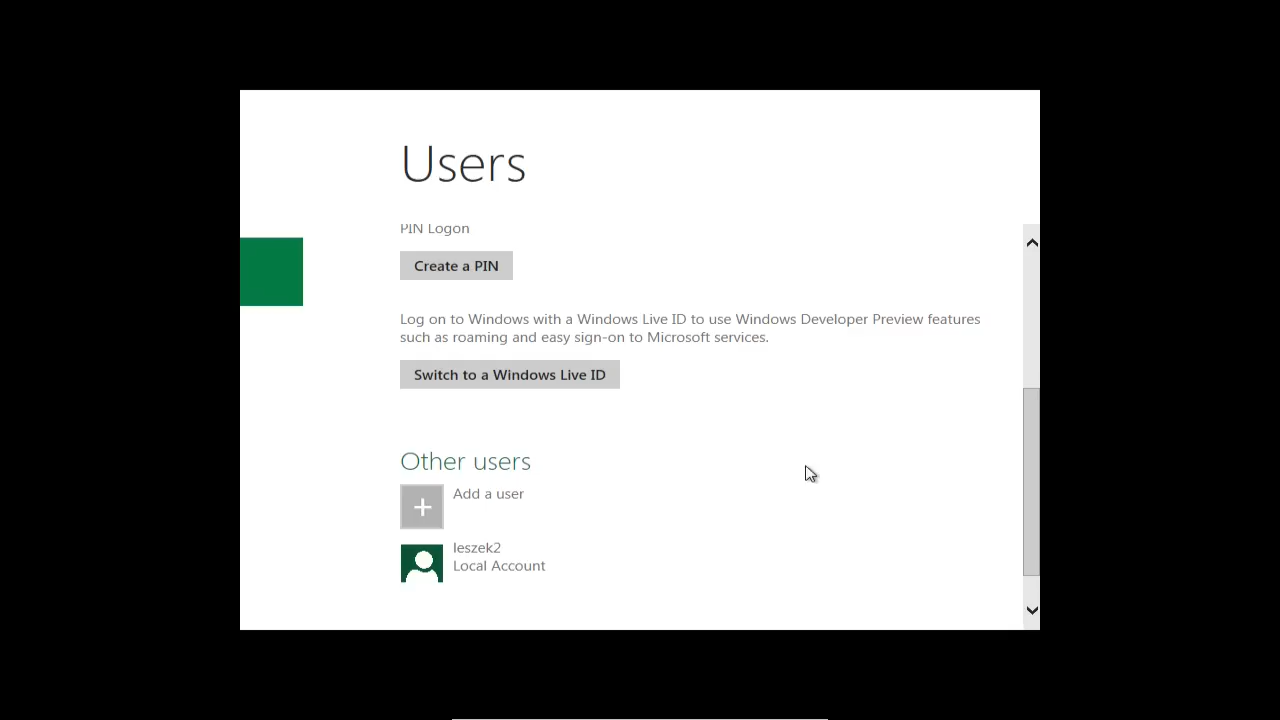 Users
PIN Logon
Create a PIN
Log on to Windows with a Windows Live ID to use Windows Developer Preview features
such as roaming and easy sign-on to Microsoft services.
Switch to a Windows Live ID
Other users
Add a user
leszek2
Local Account